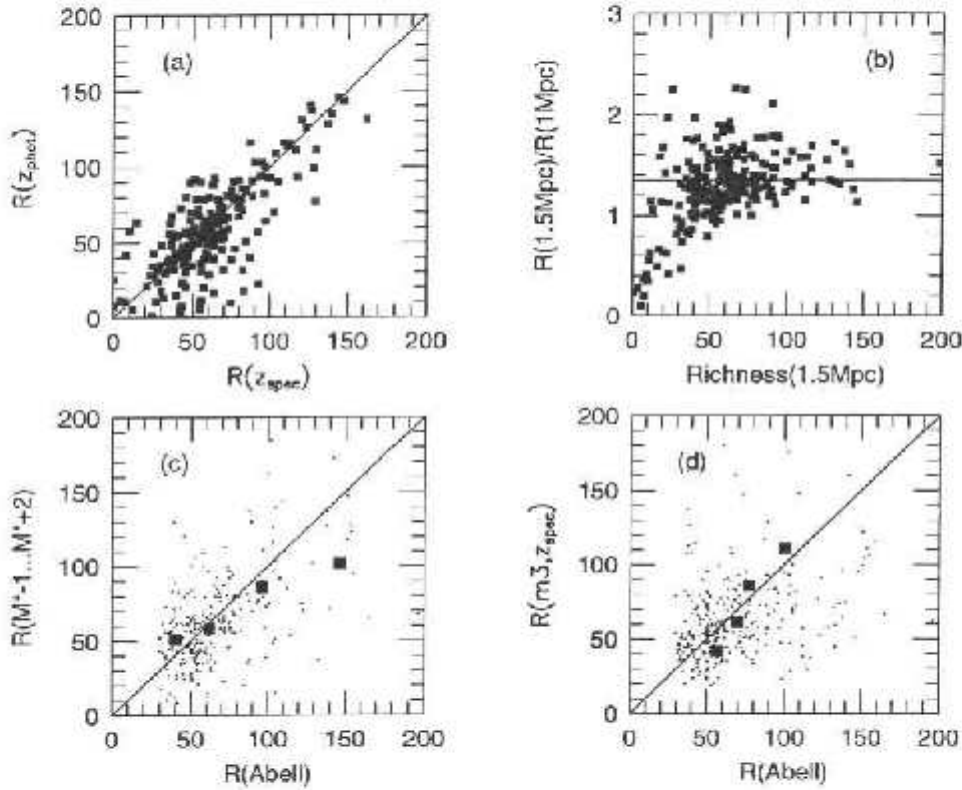 200
150
100
50
0
R(z_phot)
(a)
0 50 100 150 200
R(z_spec)
3
2
1
0
R(1.5Mpc)/R(1Mpc)
(b)
0 50 100 150 200
Richness(1.5Mpc)
200
150
100
50
0
R(M*-1...M*+2)
(c)
0 50 100 150 200
R(Abell)
200
150
100
50
0
R(m3,z_spec)
(d)
0 50 100 150 200
R(Abell)